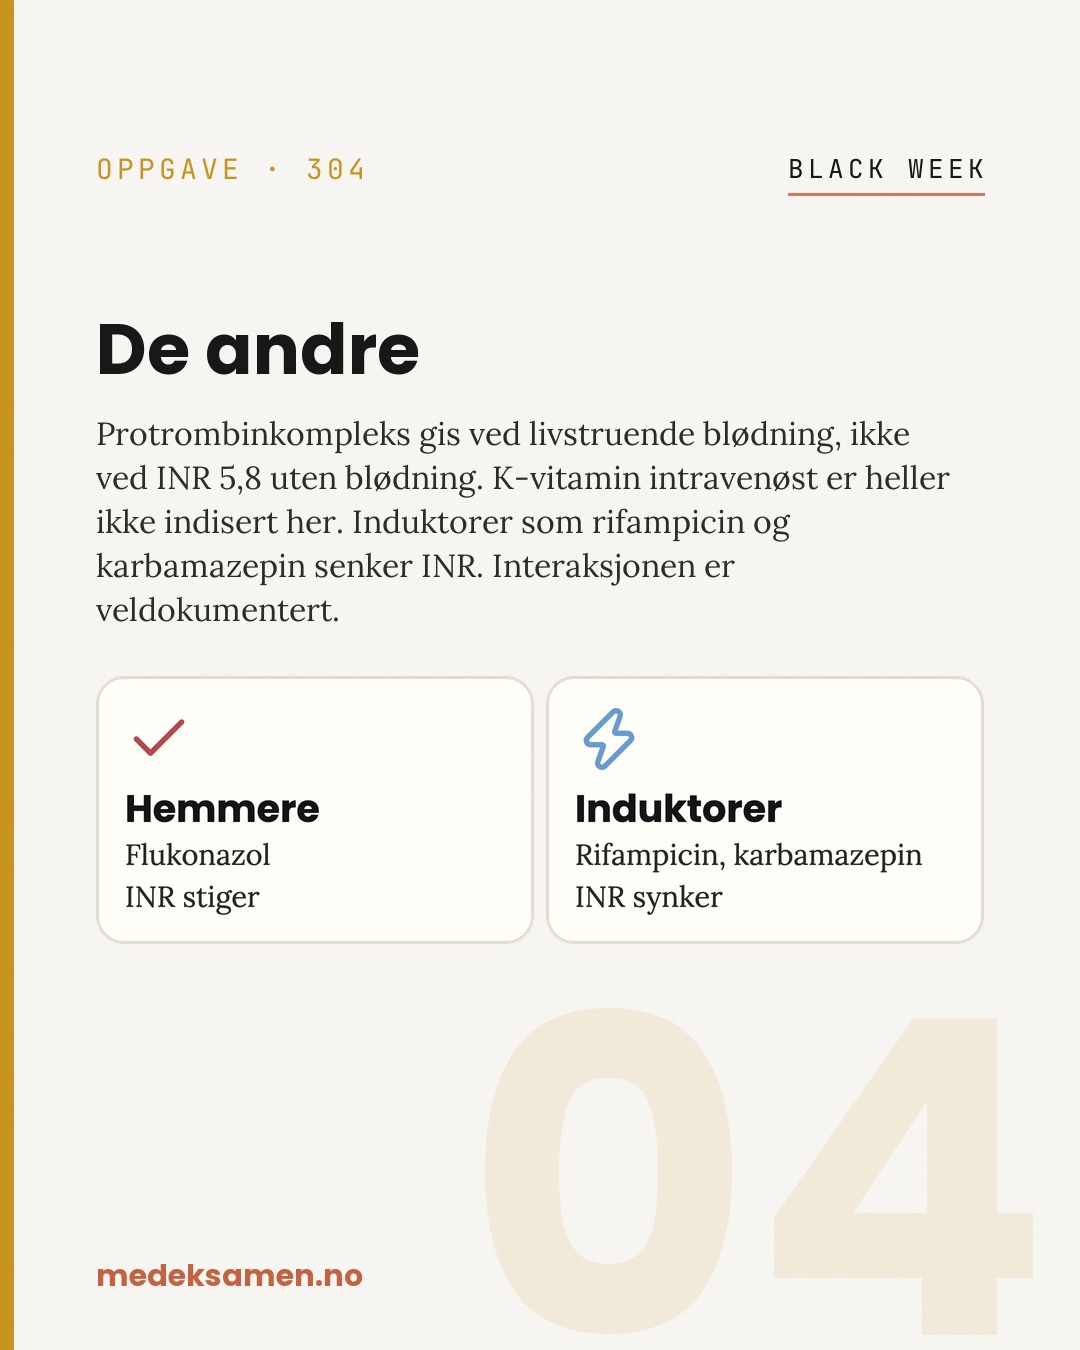 OPPGAVE · 304
BLACK WEEK
De andre
Protrombinkompleks gis ved livstruende blødning, ikke
ved INR 5,8 uten blødning. K-vitamin intravenøst er heller
ikke indisert her. Induktorer som rifampicin og
karbamazepin senker INR. Interaksjonen er
veldokumentert.
Hemmere
Flukonazol
INR stiger
Induktorer
Rifampicin, karbamazepin
INR synker
04
medeksamen.no